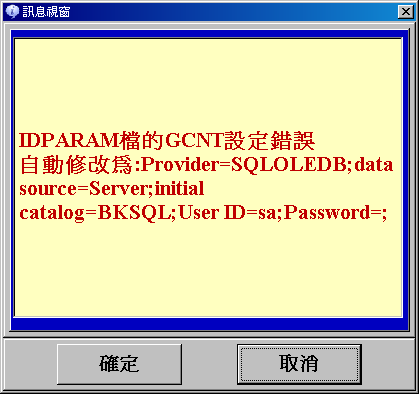 訊息視窗
IDPARAM檔的GCNT設定錯誤
自動修改為:Provider=SQLOLEDB;data
source=Server;initial
catalog=BKSQL;User ID=sa;Password=;
確定
取消